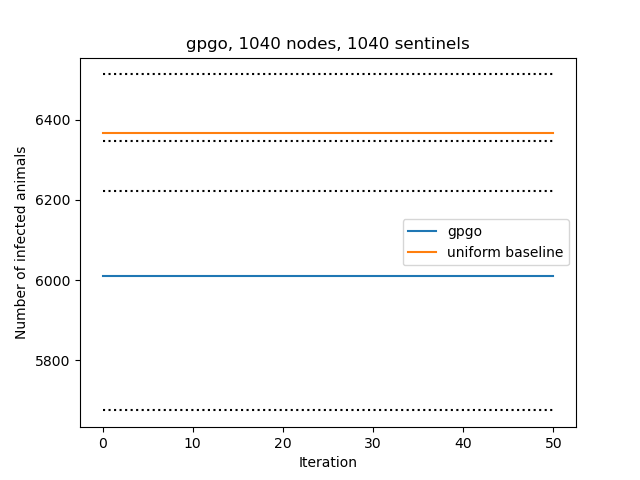 gpgo, 1040 nodes, 1040 sentinels
6400
6200
6000
5800
Number of infected animals
gpgo
uniform baseline
0 10 20 30 40 50
Iteration